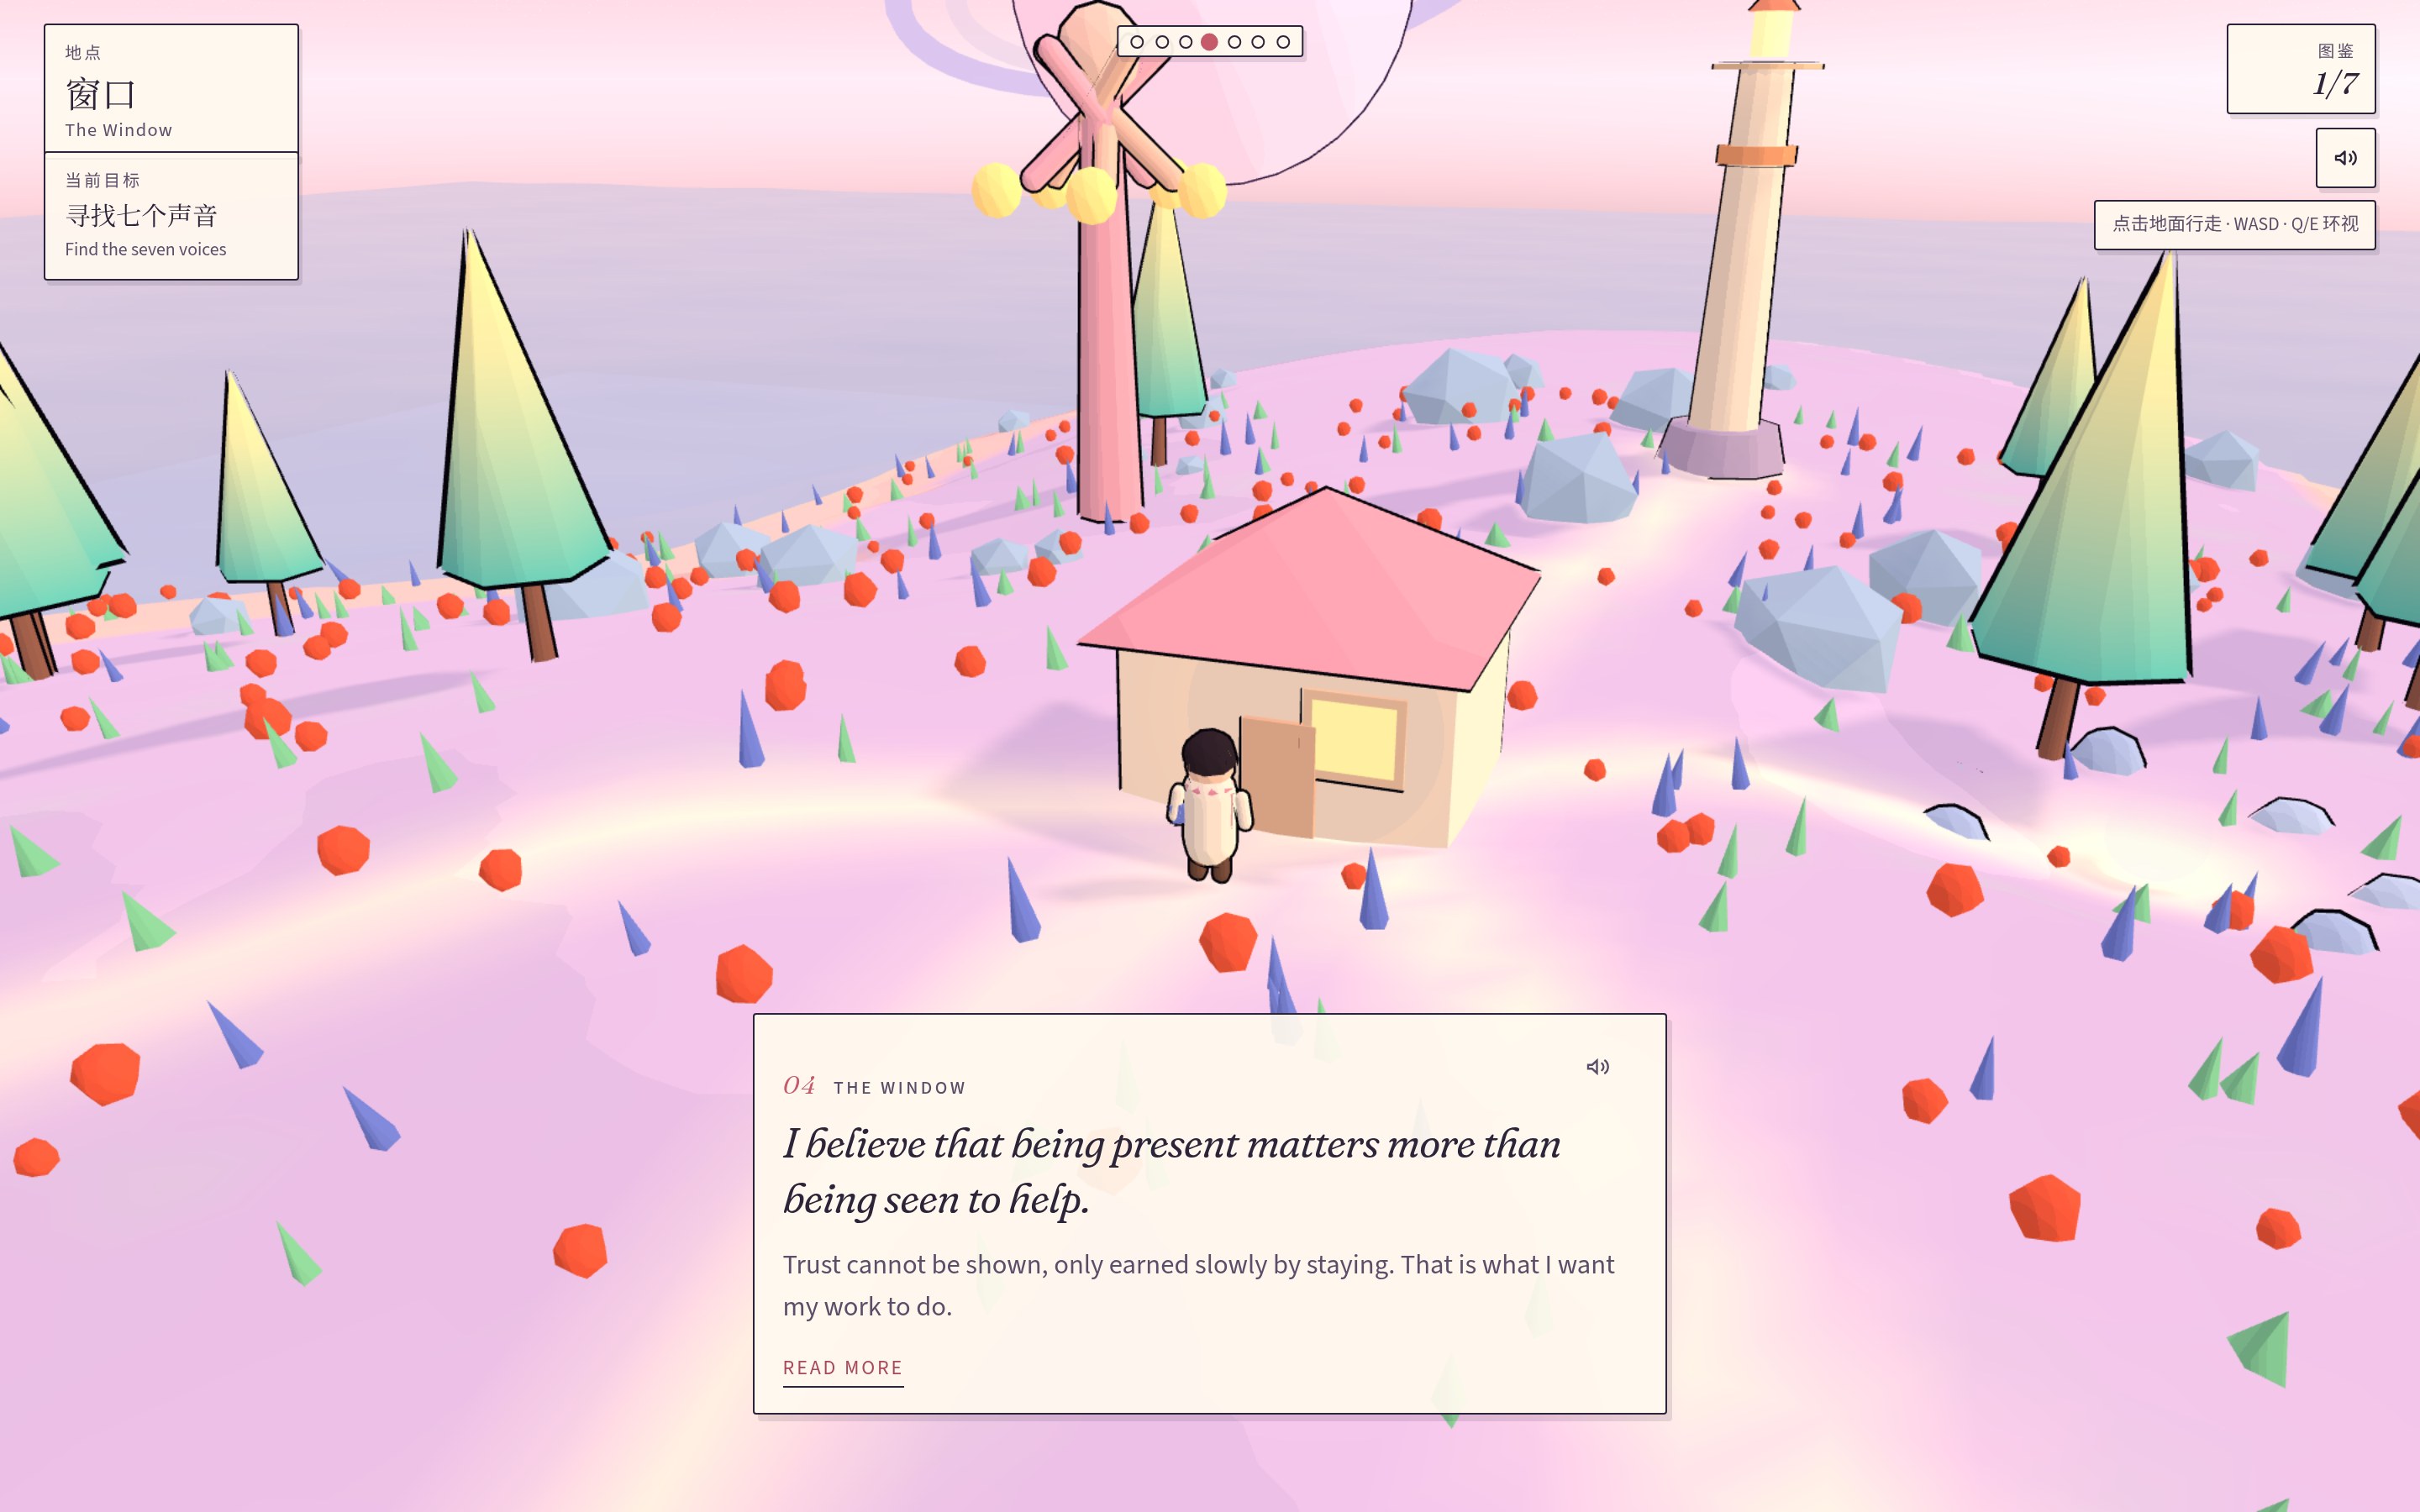 地点
窗口
The Window
当前目标
寻找七个声音
Find the seven voices
图鉴
1/7
点击地面行走 · WASD · Q/E 环视
04 THE WINDOW
I believe that being present matters more than
being seen to help.
Trust cannot be shown, only earned slowly by staying. That is what I want
my work to do.
READ MORE